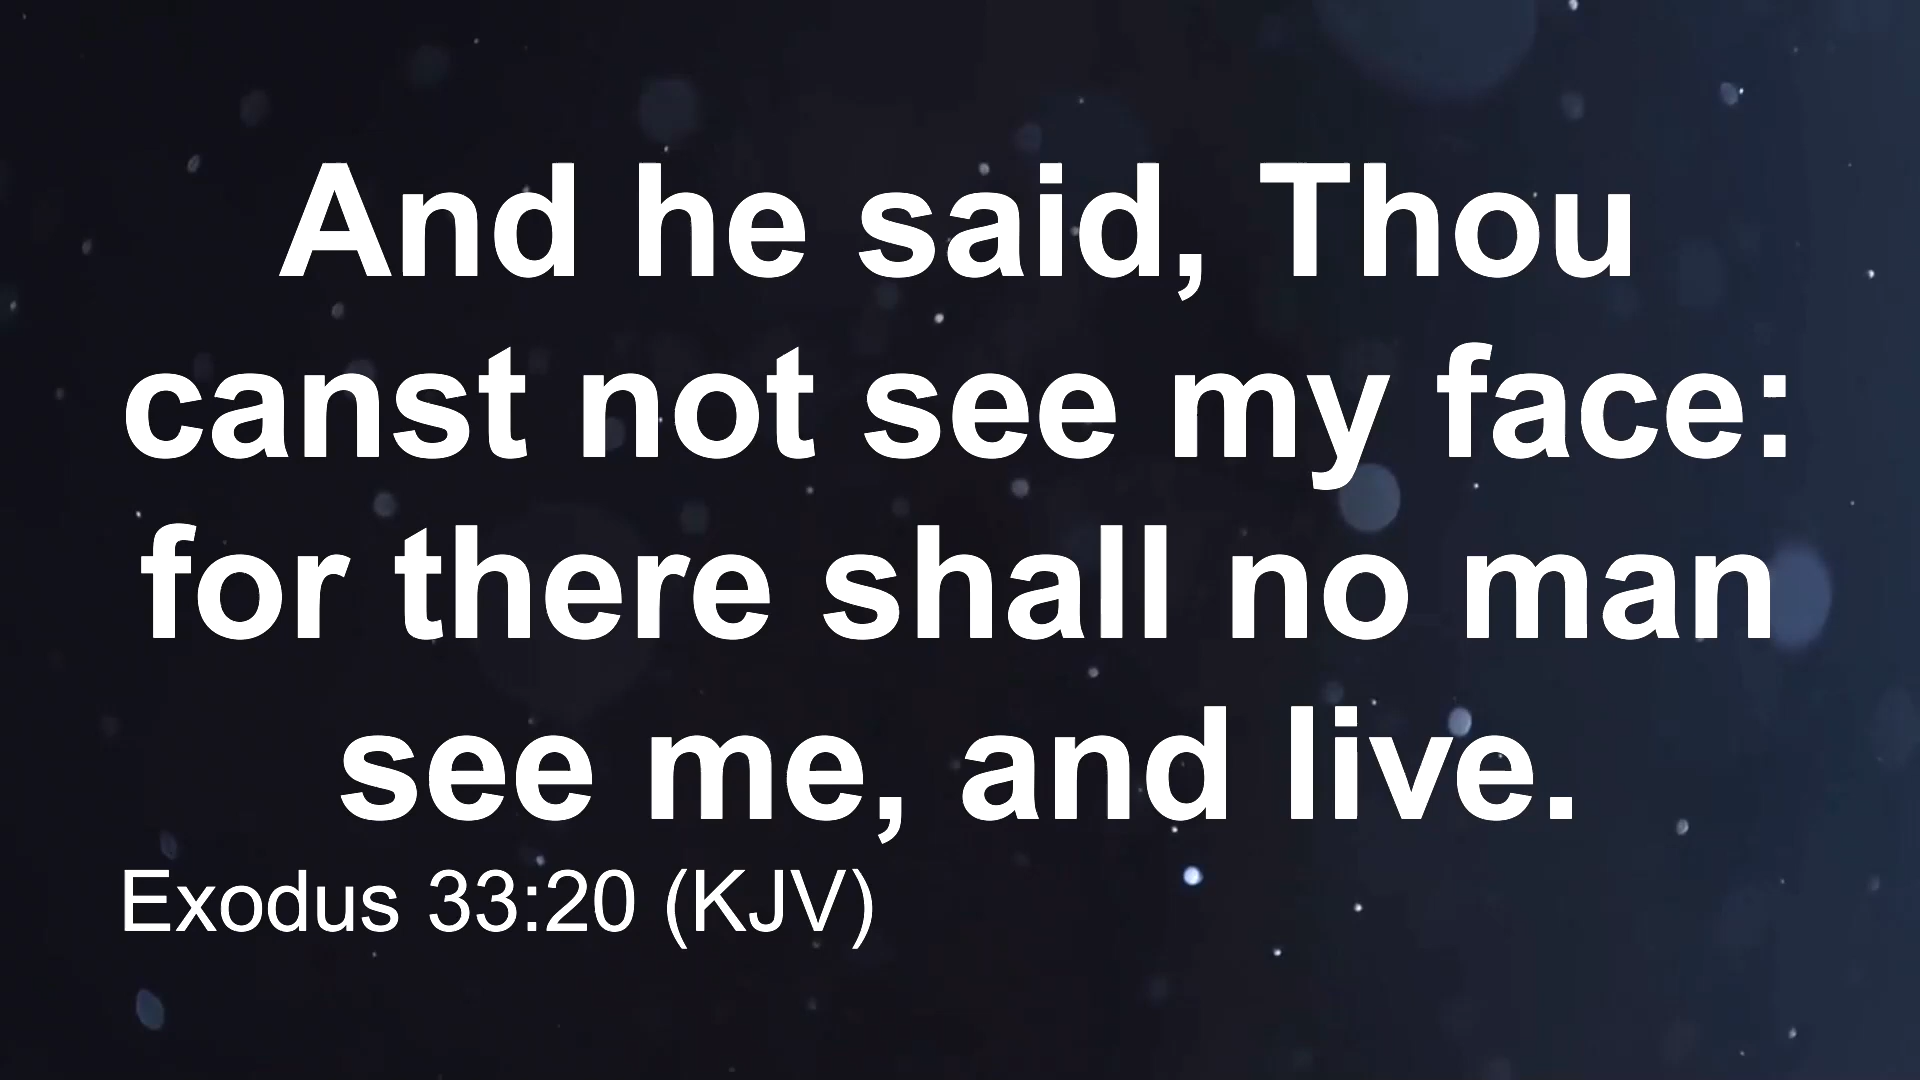 And he said, Thou
canst not see my face:
for there shall no man
see me, and live.
Exodus 33:20 (KJV)